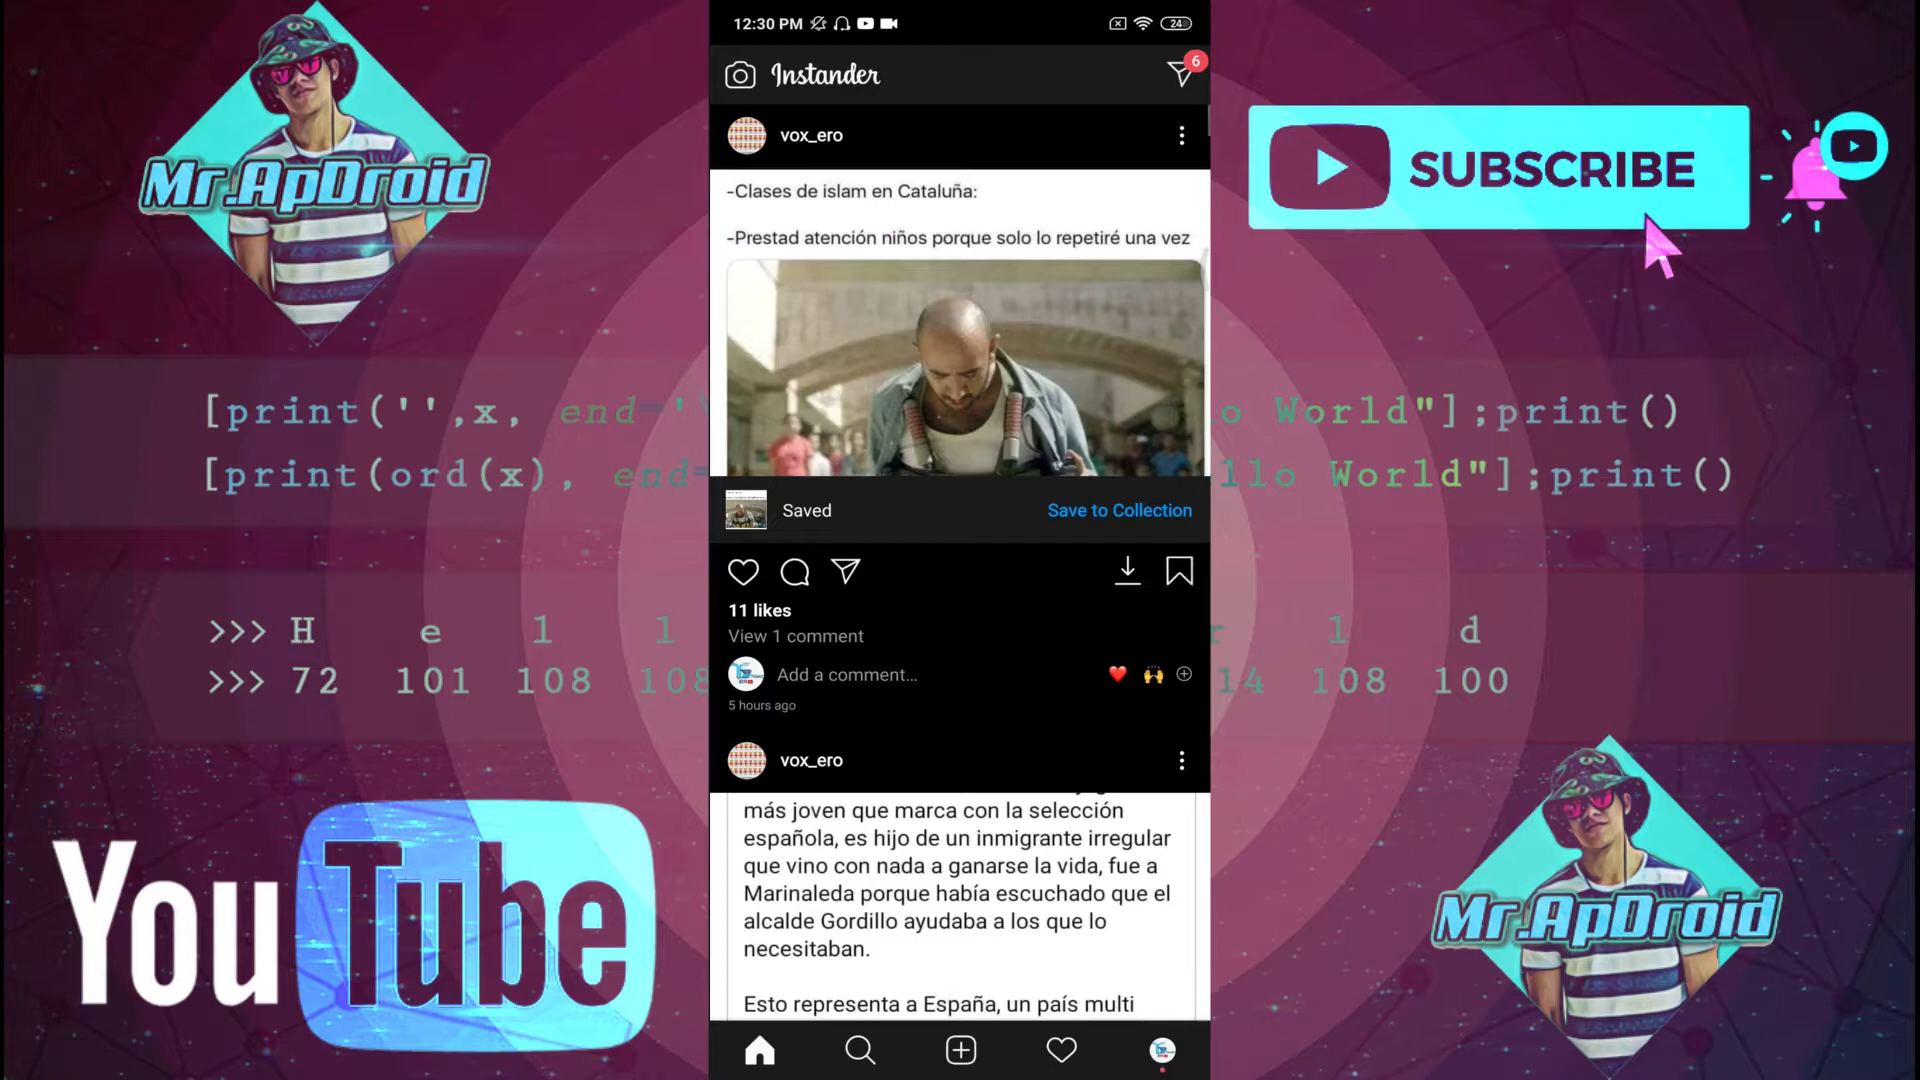 12:30 PM
24
Instander
6
vox_ero
-Clases de islam en Cataluña:
-Prestad atención niños porque solo lo repetiré una vez
Saved
Save to Collection
11 likes
View 1 comment
Add a comment...
5 hours ago
vox_ero
más joven que marca con la selección
española, es hijo de un inmigrante irregular
que vino con nada a ganarse la vida, fue a
Marinaleda porque había escuchado que el
alcalde Gordillo ayudaba a los que lo
necesitaban.
Esto representa a España, un país multi
Mr.ApDroid
SUBSCRIBE
[print('',x, end='\
o World"];print()
[print(ord(x), end=
llo World"];print()
>>> H e l l
r l d
>>> 72 101 108 108
14 108 100
YouTube
Mr.ApDroid